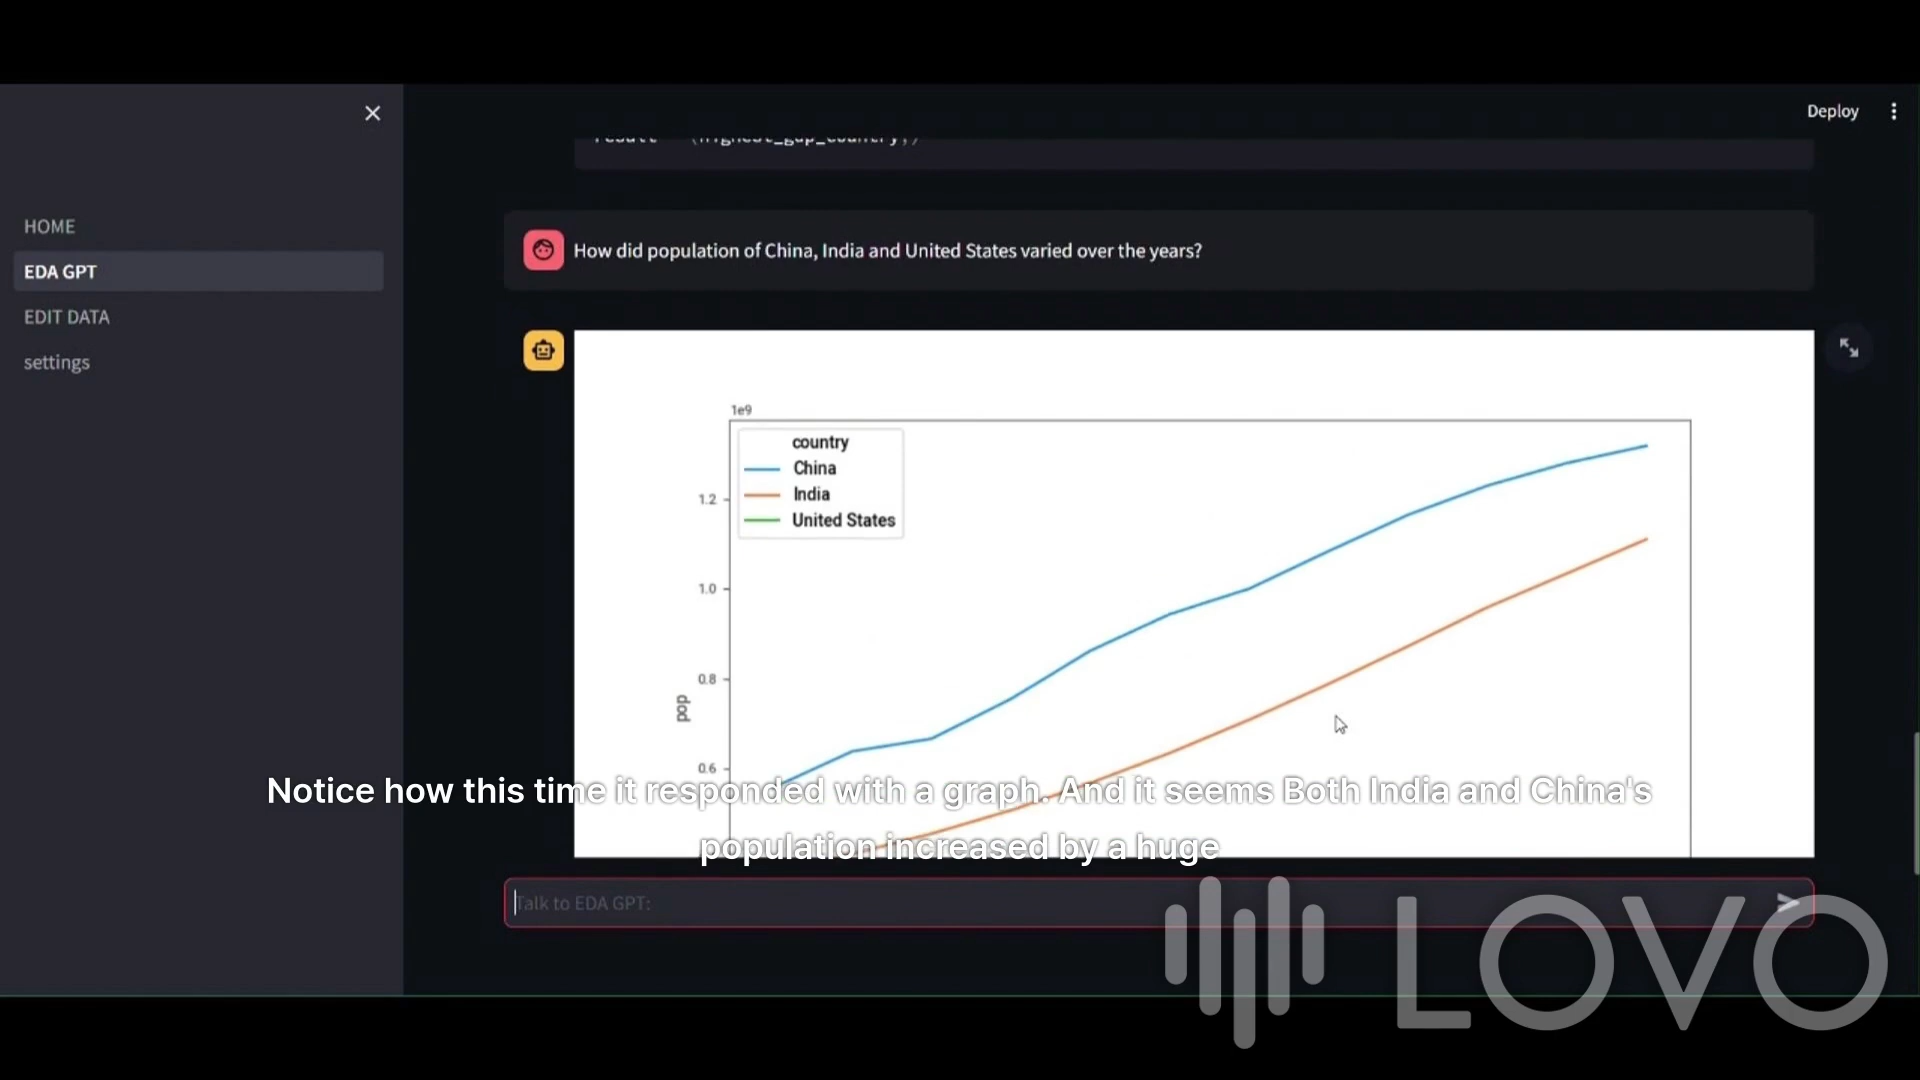 Deploy
HOME
EDA GPT
EDIT DATA
settings
How did population of China, India and United States varied over the years?
1e9
country
China
India
United States
1.2
1.0
0.8
pop
0.6
Notice how this time it responded with a graph. And it seems Both India and China's
population increased by a huge
Talk to EDA GPT:
LOVO